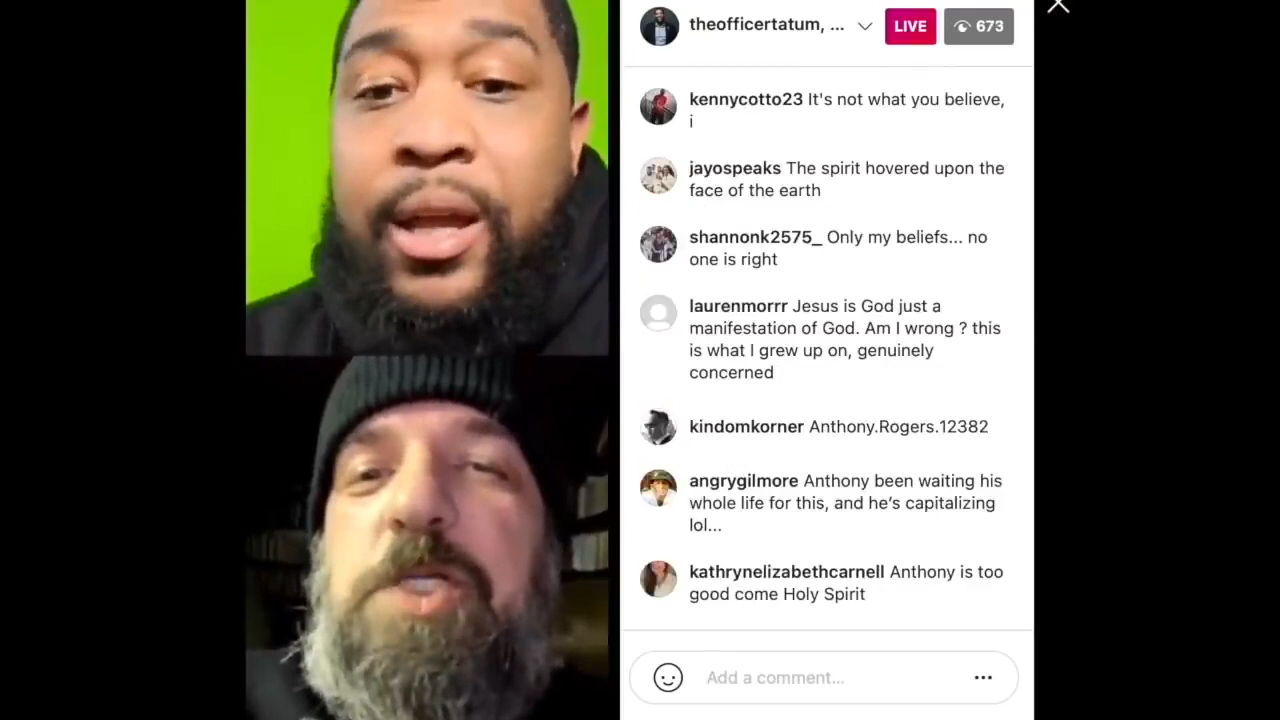 theofficertatum, ...
LIVE
673
kennycotto23 It's not what you believe,
i
jayospeaks The spirit hovered upon the
face of the earth
shannonk2575_ Only my beliefs... no
one is right
laurenmorrr Jesus is God just a
manifestation of God. Am I wrong ? this
is what I grew up on, genuinely
concerned
kindomkorner Anthony.Rogers.12382
angrygilmore Anthony been waiting his
whole life for this, and he’s capitalizing
lol...
kathrynelizabethcarnell Anthony is too
good come Holy Spirit
Add a comment...